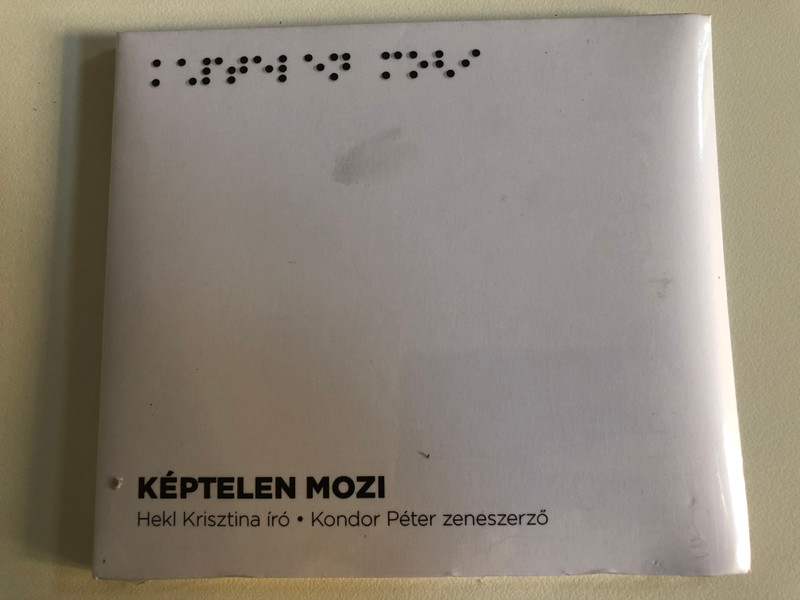 ⠅⠡⠏⠞⠑⠇⠑⠝ ⠍⠕⠵⠊
KÉPTELEN MOZI
Hekl Krisztina író • Kondor Péter zeneszerző